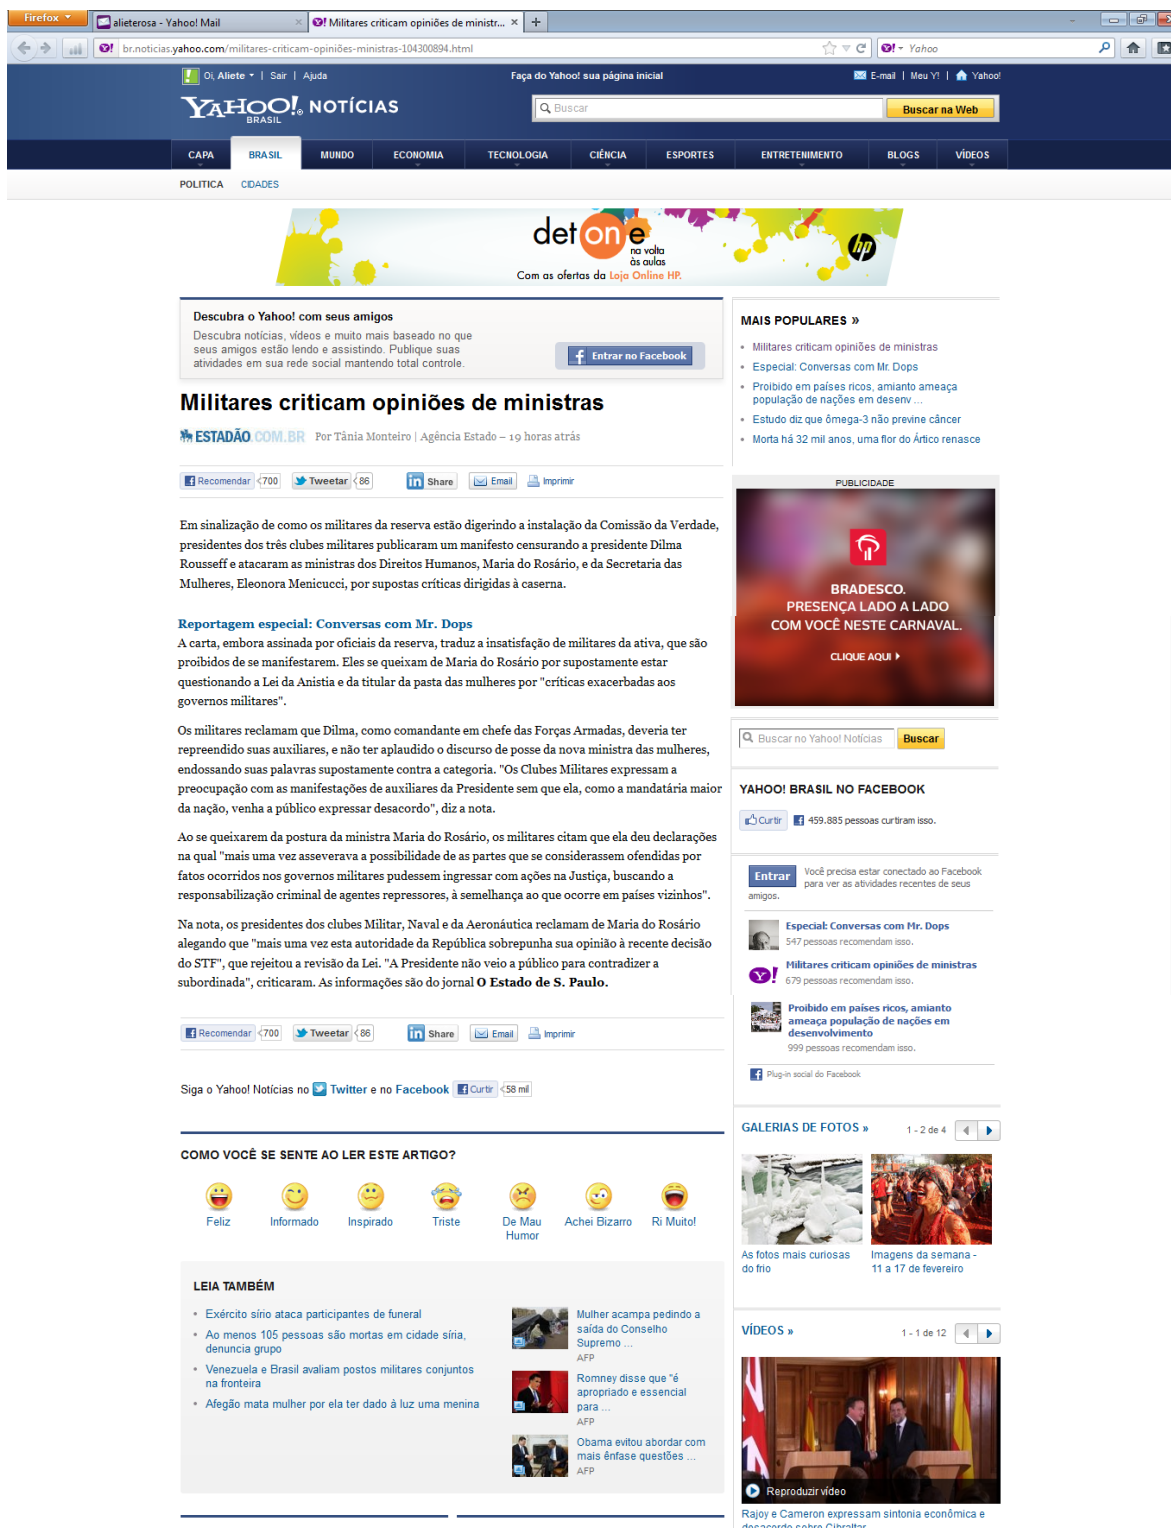 Firefox
alieterosa - Yahoo! Mail
Militares criticam opiniões de ministr...
br.noticias.yahoo.com/militares-criticam-opiniões-ministras-104300894.html
Yahoo
Oi, Aliete | Sair | Ajuda
Faça do Yahoo! sua página inicial
E-mail | Meu Y! | Yahoo!
YAHOO! NOTÍCIAS
BRASIL
Buscar
Buscar na Web
CAPA BRASIL MUNDO ECONOMIA TECNOLOGIA CIÊNCIA ESPORTES ENTRETENIMENTO BLOGS VÍDEOS
POLITICA CIDADES
detone
na volta
às aulas
Com as ofertas da Loja Online HP.
hp
Descubra o Yahoo! com seus amigos
Descubra notícias, vídeos e muito mais baseado no que
seus amigos estão lendo e assistindo. Publique suas
atividades em sua rede social mantendo total controle.
Entrar no Facebook
Militares criticam opiniões de ministras
ESTADÃO.COM.BR Por Tânia Monteiro | Agência Estado – 19 horas atrás
Recomendar 700 Tweetar 86 Share Email Imprimir
Em sinalização de como os militares da reserva estão digerindo a instalação da Comissão da Verdade,
presidentes dos três clubes militares publicaram um manifesto censurando a presidente Dilma
Rousseff e atacaram as ministras dos Direitos Humanos, Maria do Rosário, e da Secretaria das
Mulheres, Eleonora Menicucci, por supostas críticas dirigidas à caserna.
Reportagem especial: Conversas com Mr. Dops
A carta, embora assinada por oficiais da reserva, traduz a insatisfação de militares da ativa, que são
proibidos de se manifestarem. Eles se queixam de Maria do Rosário por supostamente estar
questionando a Lei da Anistia e da titular da pasta das mulheres por "críticas exacerbadas aos
governos militares".
Os militares reclamam que Dilma, como comandante em chefe das Forças Armadas, deveria ter
repreendido suas auxiliares, e não ter aplaudido o discurso de posse da nova ministra das mulheres,
endossando suas palavras supostamente contra a categoria. "Os Clubes Militares expressam a
preocupação com as manifestações de auxiliares da Presidente sem que ela, como a mandatária maior
da nação, venha a público expressar desacordo", diz a nota.
Ao se queixarem da postura da ministra Maria do Rosário, os militares citam que ela deu declarações
na qual "mais uma vez asseverava a possibilidade de as partes que se considerassem ofendidas por
fatos ocorridos nos governos militares pudessem ingressar com ações na Justiça, buscando a
responsabilização criminal de agentes repressores, à semelhança ao que ocorre em países vizinhos".
Na nota, os presidentes dos clubes Militar, Naval e da Aeronáutica reclamam de Maria do Rosário
alegando que "mais uma vez esta autoridade da República sobrepunha sua opinião à recente decisão
do STF", que rejeitou a revisão da Lei. "A Presidente não veio a público para contradizer a
subordinada", criticaram. As informações são do jornal O Estado de S. Paulo.
Recomendar 700 Tweetar 86 Share Email Imprimir
Siga o Yahoo! Notícias no Twitter e no Facebook Curtir 58 mil
COMO VOCÊ SE SENTE AO LER ESTE ARTIGO?
Feliz Informado Inspirado Triste De Mau Humor Achei Bizarro Ri Muito!
LEIA TAMBÉM
Exército sírio ataca participantes de funeral
Ao menos 105 pessoas são mortas em cidade síria,
denuncia grupo
Venezuela e Brasil avaliam postos militares conjuntos
na fronteira
Afegão mata mulher por ela ter dado à luz uma menina
Mulher acampa pedindo a
saída do Conselho
Supremo ...
AFP
Romney disse que "é
apropriado e essencial
para ...
AFP
Obama evitou abordar com
mais ênfase questões ...
AFP
MAIS POPULARES »
Militares criticam opiniões de ministras
Especial: Conversas com Mr. Dops
Proibido em países ricos, amianto ameaça
população de nações em desenv ...
Estudo diz que ômega-3 não previne câncer
Morta há 32 mil anos, uma flor do Ártico renasce
PUBLICIDADE
BRADESCO.
PRESENÇA LADO A LADO
COM VOCÊ NESTE CARNAVAL.
CLIQUE AQUI
Buscar no Yahoo! Notícias
Buscar
YAHOO! BRASIL NO FACEBOOK
Curtir 459.885 pessoas curtiram isso.
Entrar
Você precisa estar conectado ao Facebook
para ver as atividades recentes de seus
amigos.
Especial: Conversas com Mr. Dops
547 pessoas recomendam isso.
Militares criticam opiniões de ministras
679 pessoas recomendam isso.
Proibido em países ricos, amianto
ameaça população de nações em
desenvolvimento
999 pessoas recomendam isso.
Plug-in social do Facebook
GALERIAS DE FOTOS » 1 - 2 de 4
As fotos mais curiosas
do frio
Imagens da semana -
11 a 17 de fevereiro
VÍDEOS » 1 - 1 de 12
Reproduzir vídeo
Rajoy e Cameron expressam sintonia econômica e
desacordo sobre Gibraltar